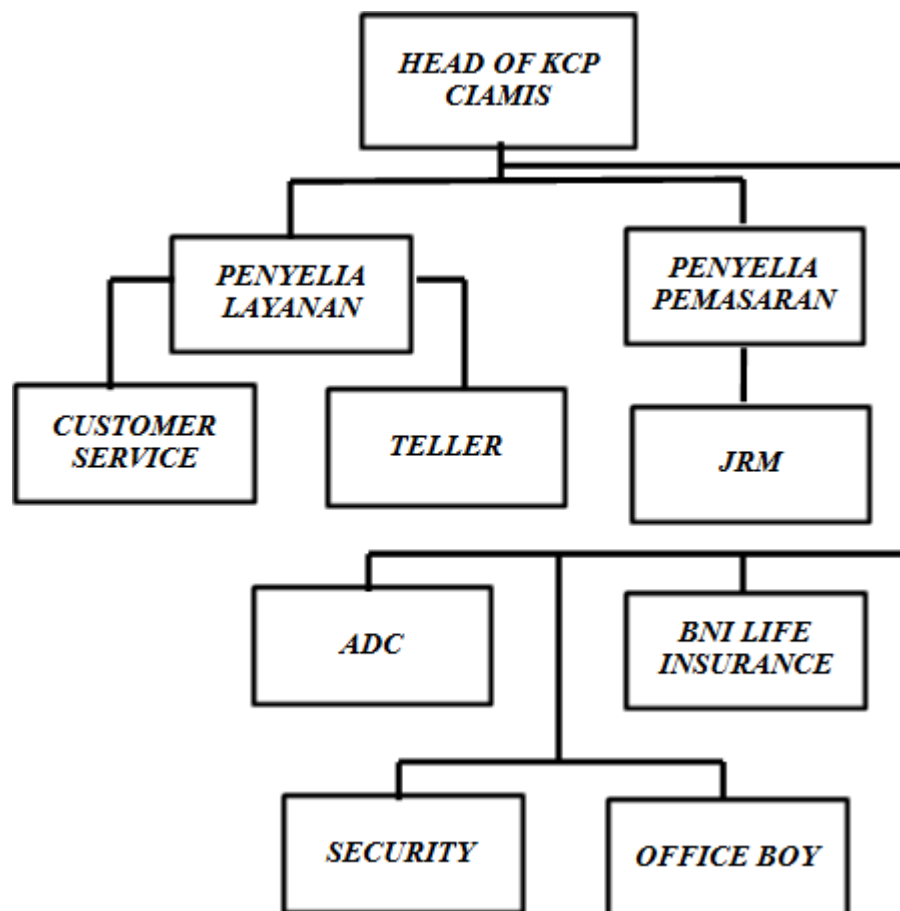 HEAD OF KCP
CIAMIS
PENYELIA
LAYANAN
PENYELIA
PEMASARAN
CUSTOMER
SERVICE
TELLER
JRM
ADC
BNI LIFE
INSURANCE
SECURITY
OFFICE BOY